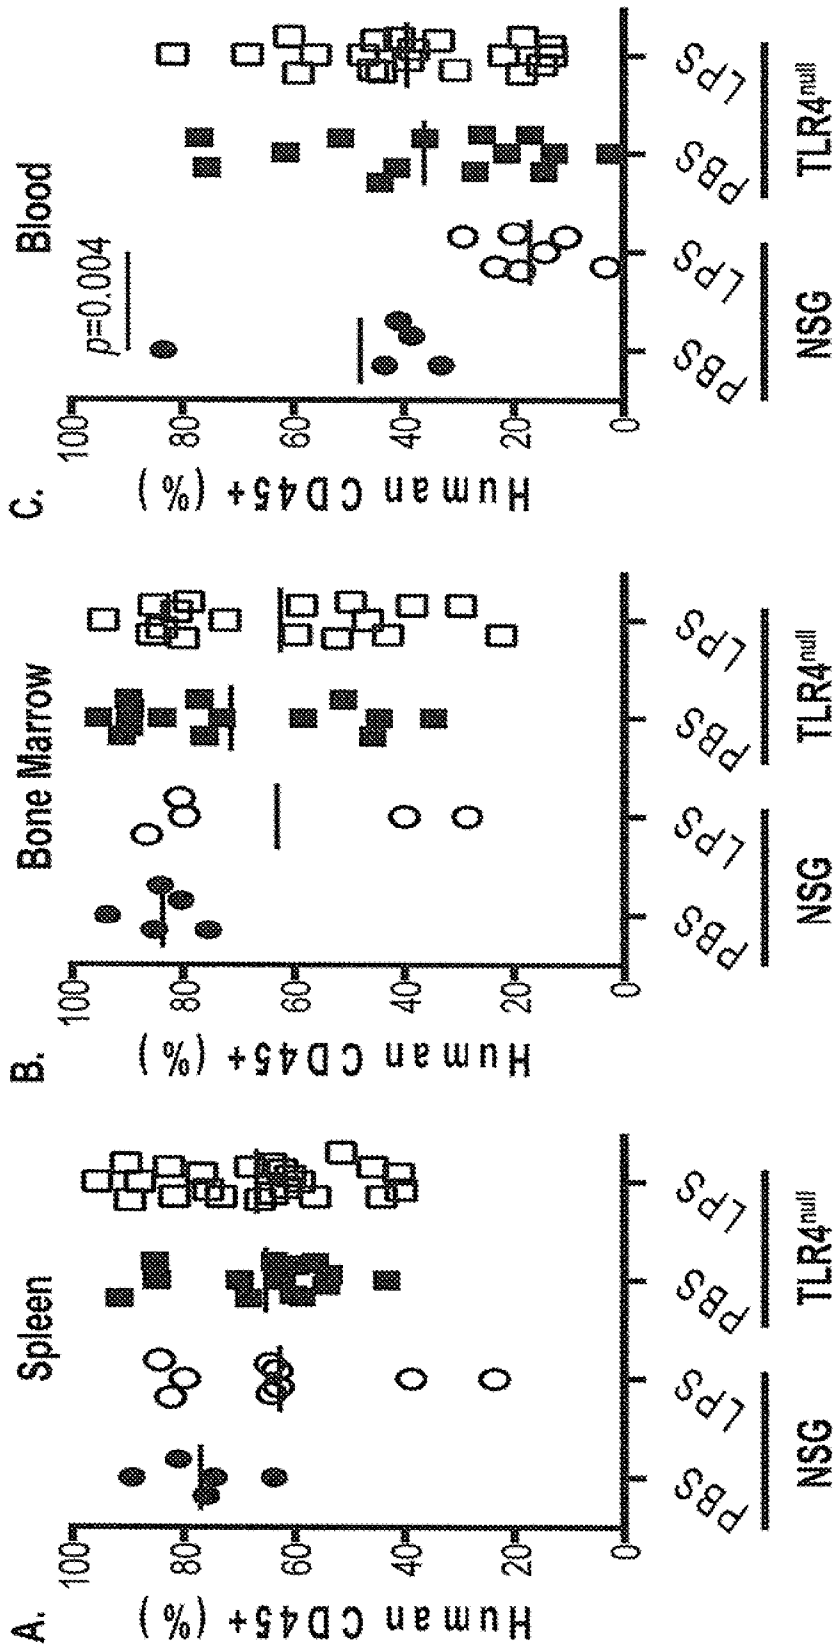 A.
Spleen
Human CD45+ (%)
100
80
60
40
20
0
PBS LPS PBS LPS
NSG TLR4null
B.
Bone Marrow
Human CD45+ (%)
100
80
60
40
20
0
PBS LPS PBS LPS
NSG TLR4null
C.
Blood
p=0.004
Human CD45+ (%)
100
80
60
40
20
0
PBS LPS PBS LPS
NSG TLR4null